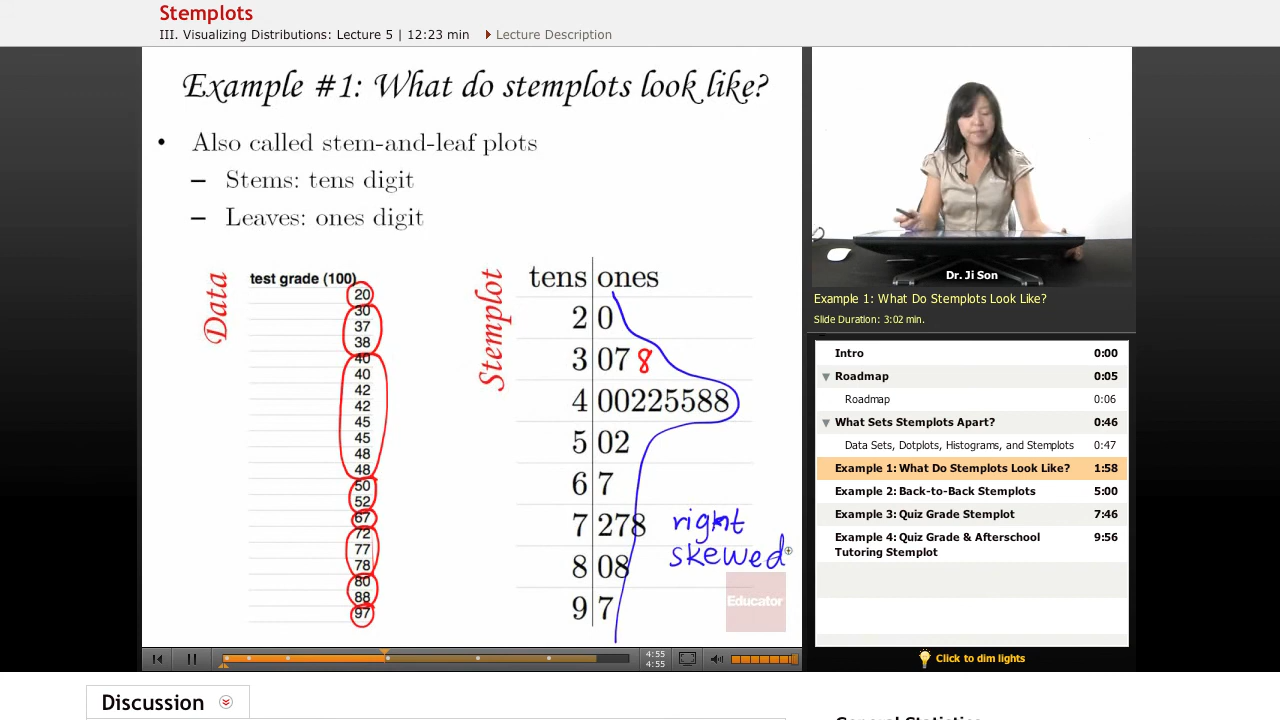 Stemplots
III. Visualizing Distributions: Lecture 5 | 12:23 min
Lecture Description
Example #1: What do stemplots look like?
• Also called stem-and-leaf plots
– Stems: tens digit
– Leaves: ones digit
Data
test grade (100)
20
30
37
38
40
40
42
42
45
45
48
48
50
52
67
72
77
78
80
88
97
Stemplot
tens ones
2 0
3 07 8
4 00225588
5 02
6 7
7 278
8 08
9 7
right
skewed
Educator
4:55
4:55
Dr. Ji Son
Example 1: What Do Stemplots Look Like?
Slide Duration: 3:02 min.
Intro 0:00
Roadmap 0:05
Roadmap 0:06
What Sets Stemplots Apart? 0:46
Data Sets, Dotplots, Histograms, and Stemplots 0:47
Example 1: What Do Stemplots Look Like? 1:58
Example 2: Back-to-Back Stemplots 5:00
Example 3: Quiz Grade Stemplot 7:46
Example 4: Quiz Grade & Afterschool 9:56
Tutoring Stemplot
Click to dim lights
Discussion
General Statistics